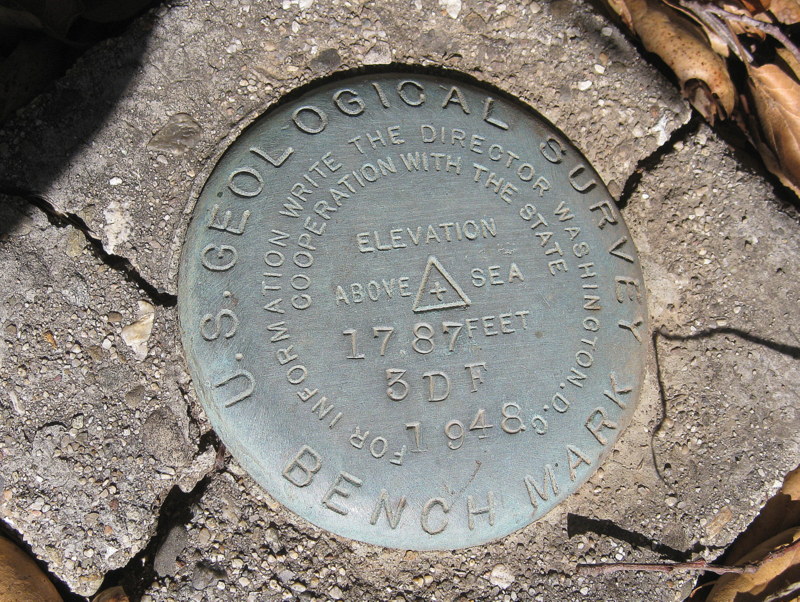 U.S. GEOLOGICAL SURVEY
FOR INFORMATION WRITE THE DIRECTOR WASHINGTON. D.C.
COOPERATION WITH THE STATE
ELEVATION
ABOVE SEA
17.87 FEET
3DF
1948
BENCH MARK